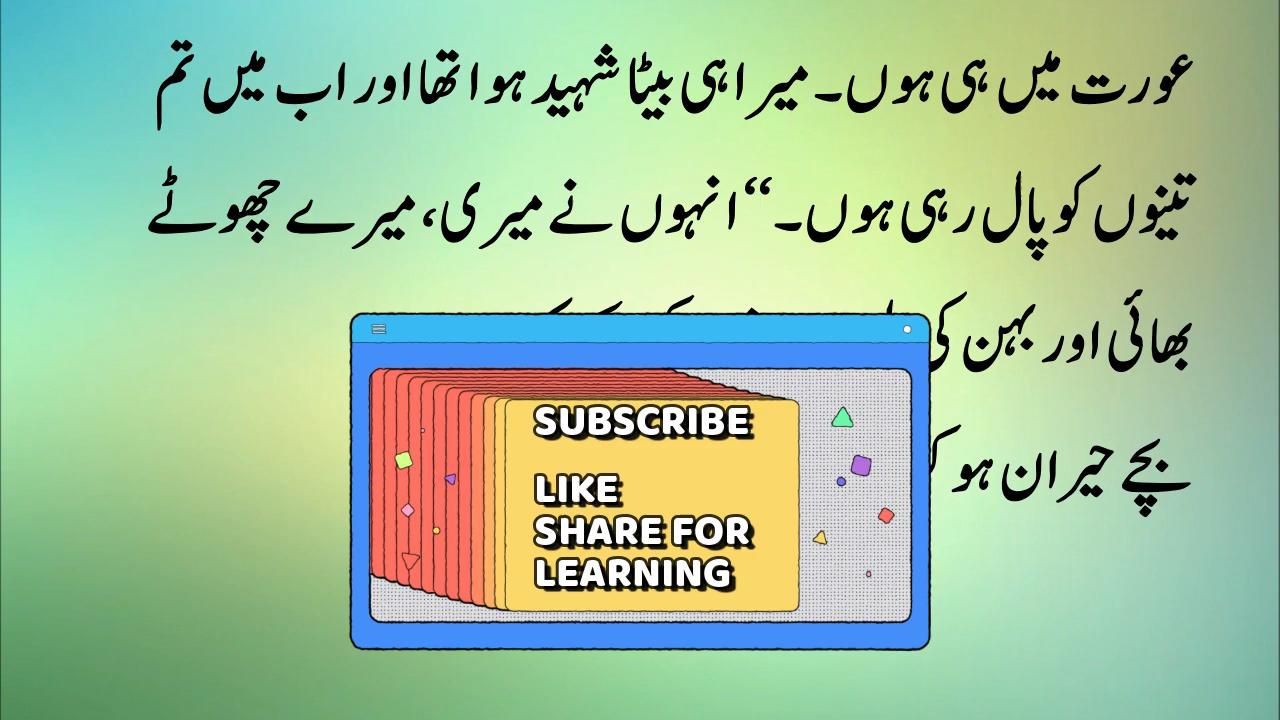 عورت میں ہی ہوں۔ میرا ہی بیٹا شہید ہوا تھا اور اب میں تم
تینوں کو پال رہی ہوں۔‘‘ انہوں نے میری، میرے چھوٹے
بھائی اور بہن کی
بچے حیران ہو
SUBSCRIBE
LIKE
SHARE FOR
LEARNING